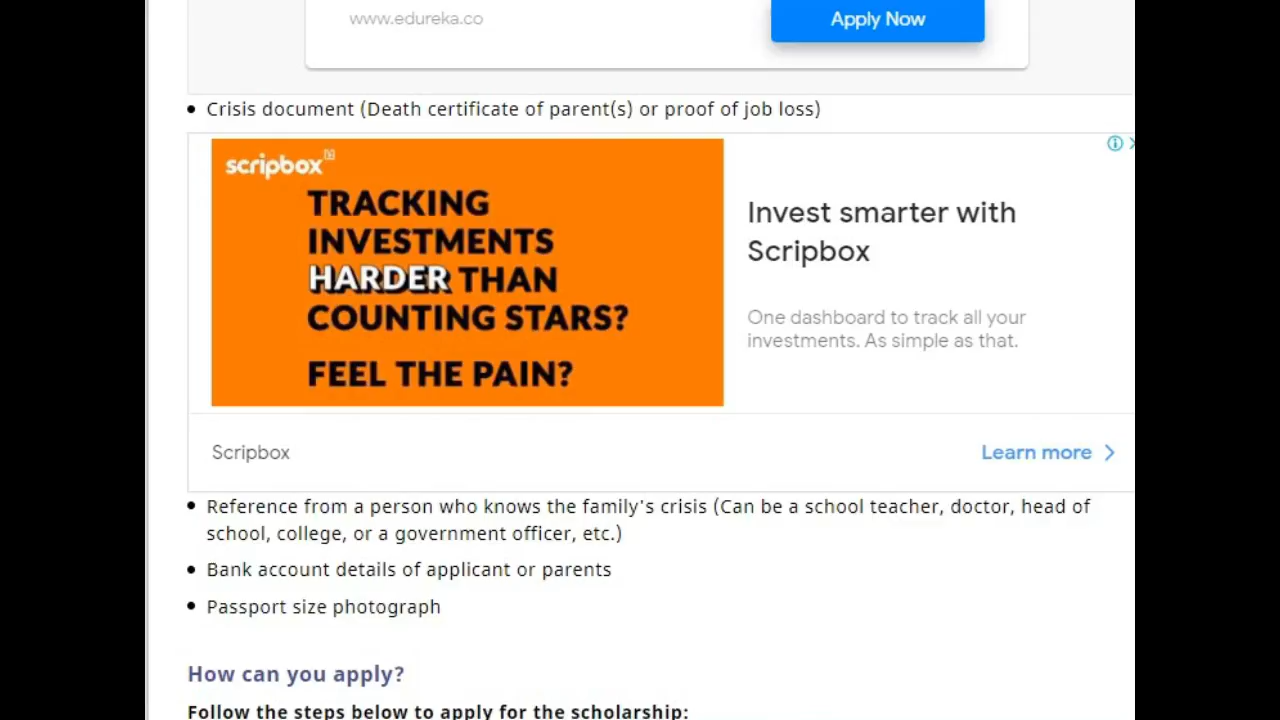 www.edureka.co
Apply Now
• Crisis document (Death certificate of parent(s) or proof of job loss)
scripbox
TRACKING
INVESTMENTS
HARDER THAN
COUNTING STARS?
FEEL THE PAIN?
Invest smarter with
Scripbox
One dashboard to track all your
investments. As simple as that.
Scripbox
Learn more
• Reference from a person who knows the family's crisis (Can be a school teacher, doctor, head of
school, college, or a government officer, etc.)
• Bank account details of applicant or parents
• Passport size photograph
How can you apply?
Follow the steps below to apply for the scholarship: